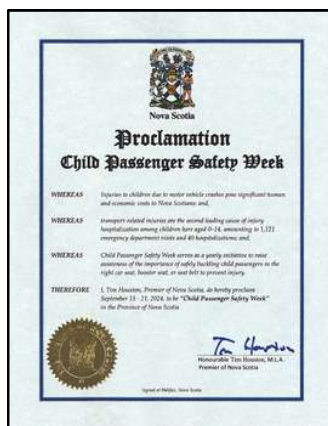 Nova Scotia
Proclamation
Child Passenger Safety Week
WHEREAS Injuries to children due to motor vehicle crashes pose significant human
and economic costs to Nova Scotians; and,
WHEREAS transport-related injuries are the second leading cause of injury
hospitalization among children here aged 0-14, amounting to 1,121
emergency department visits and 40 hospitalizations; and,
WHEREAS Child Passenger Safety Week serves as a yearly invitation to raise
awareness of the importance of safely buckling child passengers in the
right car seat, booster seat, or seat belt to prevent injury.
THEREFORE I, Tim Houston, Premier of Nova Scotia, do hereby proclaim
September 15 - 21, 2024, to be "Child Passenger Safety Week"
in the Province of Nova Scotia
Tim Houston
Honourable Tim Houston, M.L.A.
Premier of Nova Scotia
Signed at Halifax, Nova Scotia